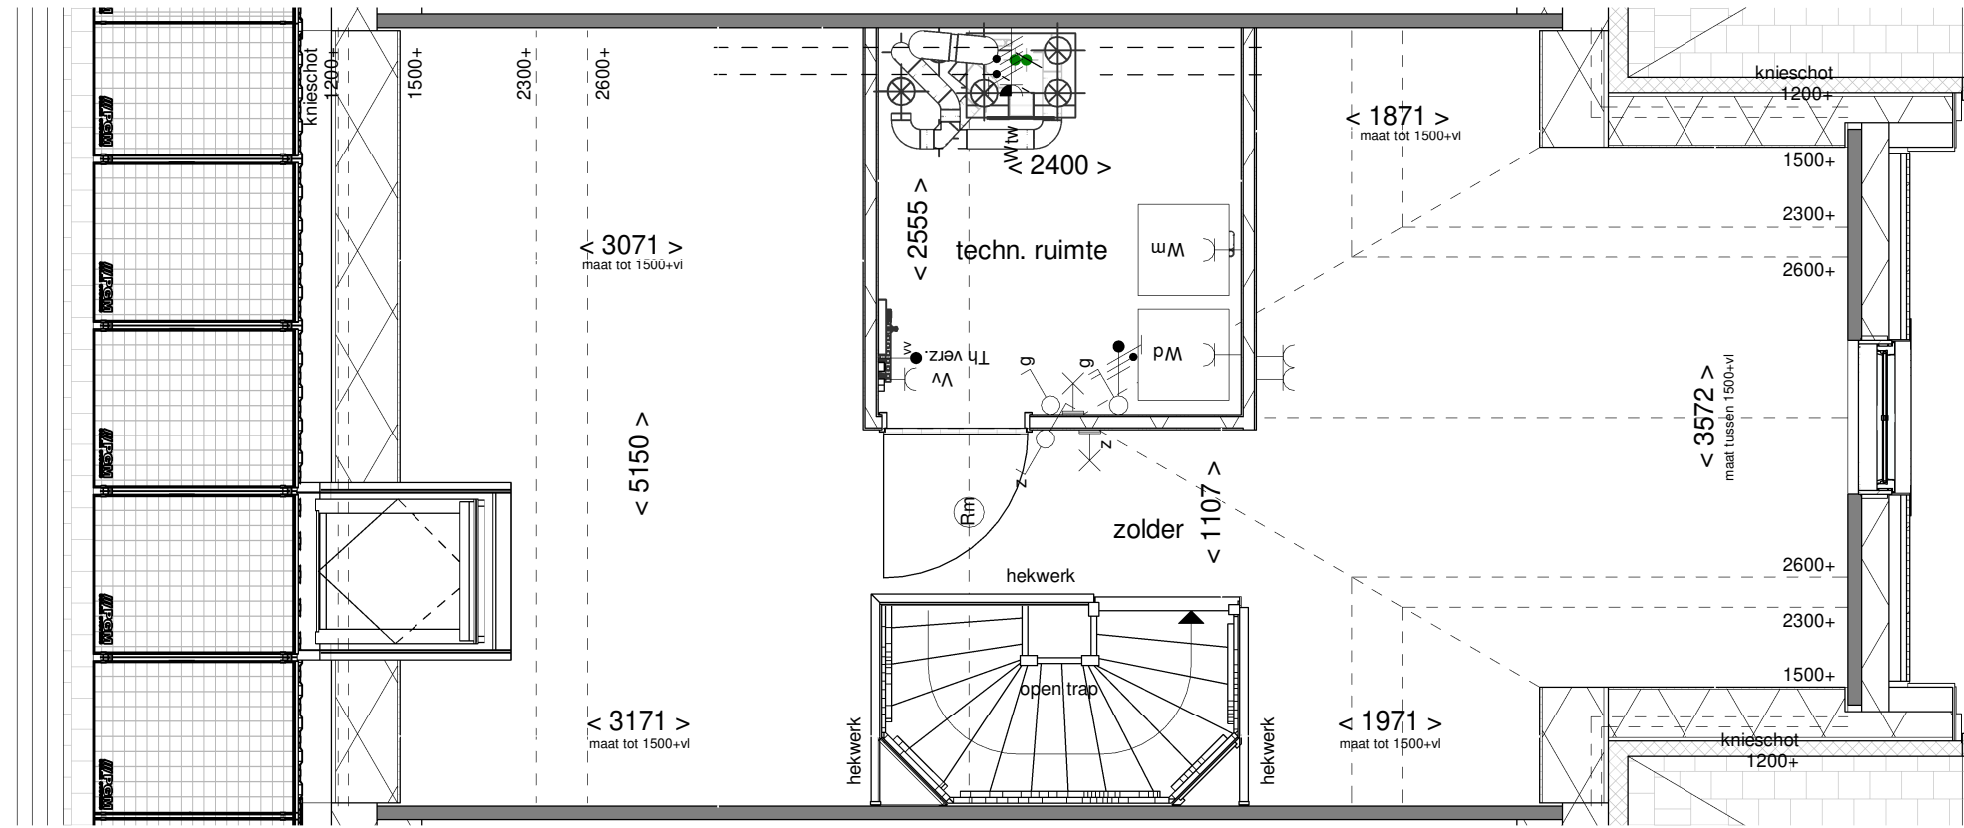 knieschot
1200+
1500+
2300+
2600+
< 3071 >
maat tot 1500+vl
< 5150 >
< 3171 >
maat tot 1500+vl
Wtw
< 2400 >
< 2555 >
techn. ruimte
Wm
Wd
vv
Th verz.
Vv
g
g
z
z
Rm
zolder
< 1107 >
hekwerk
open trap
hekwerk
hekwerk
< 1871 >
maat tot 1500+vl
knieschot
1200+
1500+
2300+
2600+
< 3572 >
maat tussen 1500+vl
2600+
2300+
1500+
< 1971 >
maat tot 1500+vl
knieschot
1200+